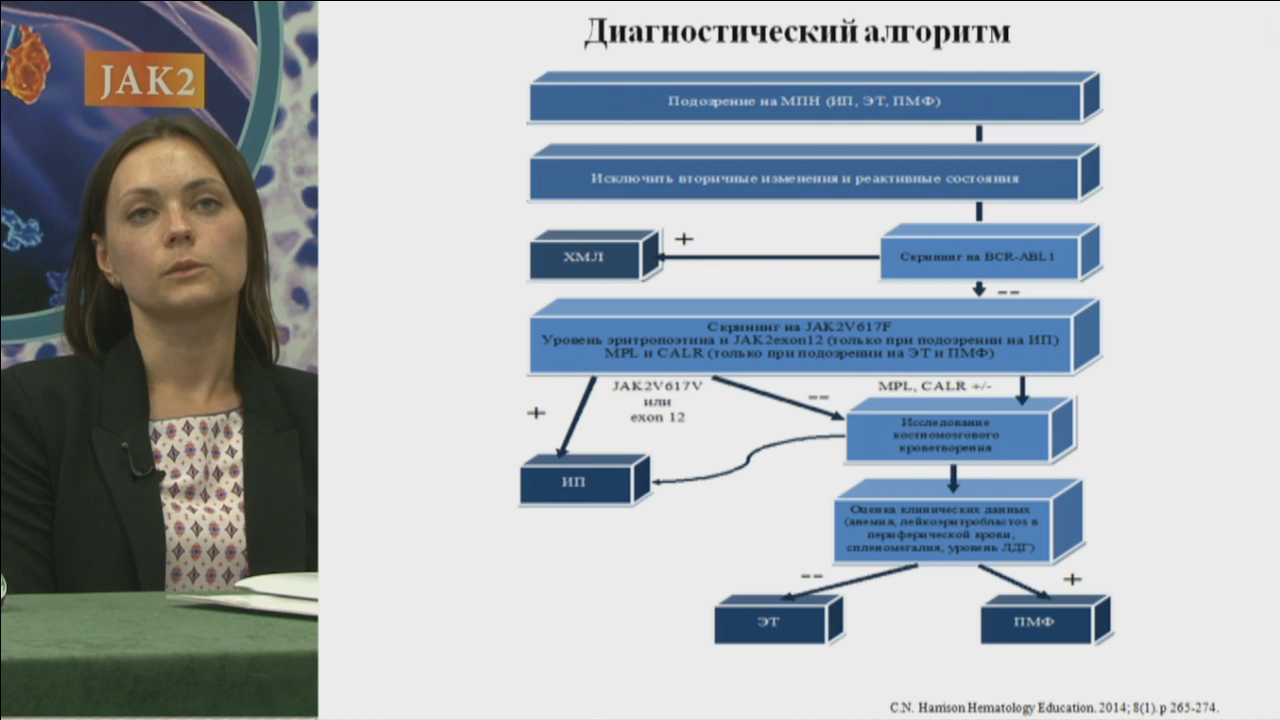 JAK2
Диагностический алгоритм
Подозрение на МПН (ИП, ЭТ, ПМФ)
Исключить вторичные изменения и реактивные состояния
ХМЛ
+
Скрининг на BCR-ABL1
--
Скрининг на JAK2V617F
Уровень эритропоэтина и JAK2exon12 (только при подозрении на ИП)
MPL и CALR (только при подозрении на ЭТ и ПМФ)
JAK2V617V
или
exon 12
+
--
MPL, CALR +/-
Исследование
костномозгового
кроветворения
ИП
Оценка клинических данных
(анемия, лейкоэритробластоз в
периферической крови,
спленомегалия, уровень ЛДГ)
--
+
ЭТ
ПМФ
C.N. Harrison Hematology Education. 2014; 8(1). p 265-274.